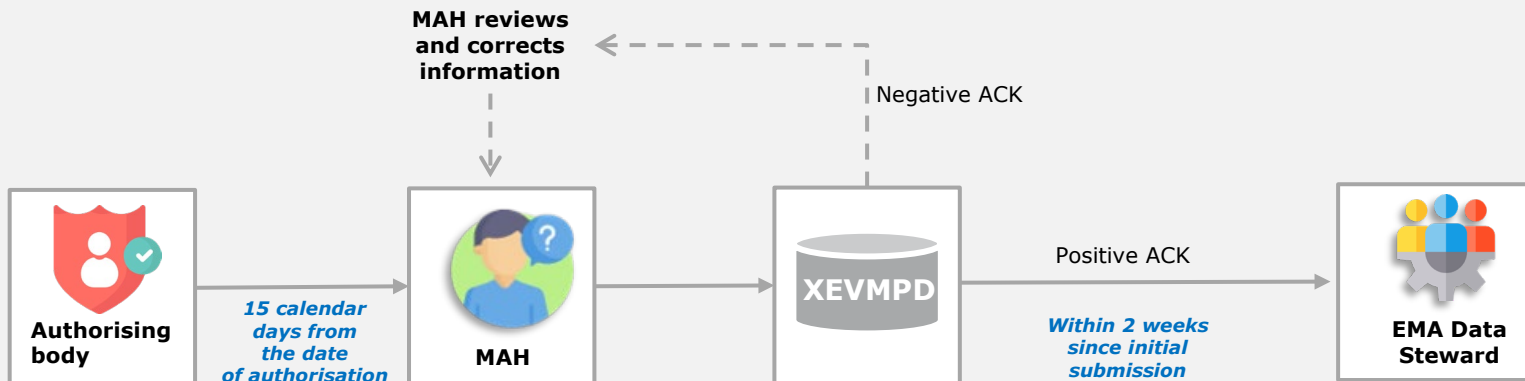 MAH reviews
and corrects
information
Negative ACK
Authorising
body
15 calendar
days from
the date
of authorisation
MAH
XEVMPD
Positive ACK
Within 2 weeks
since initial
submission
EMA Data
Steward